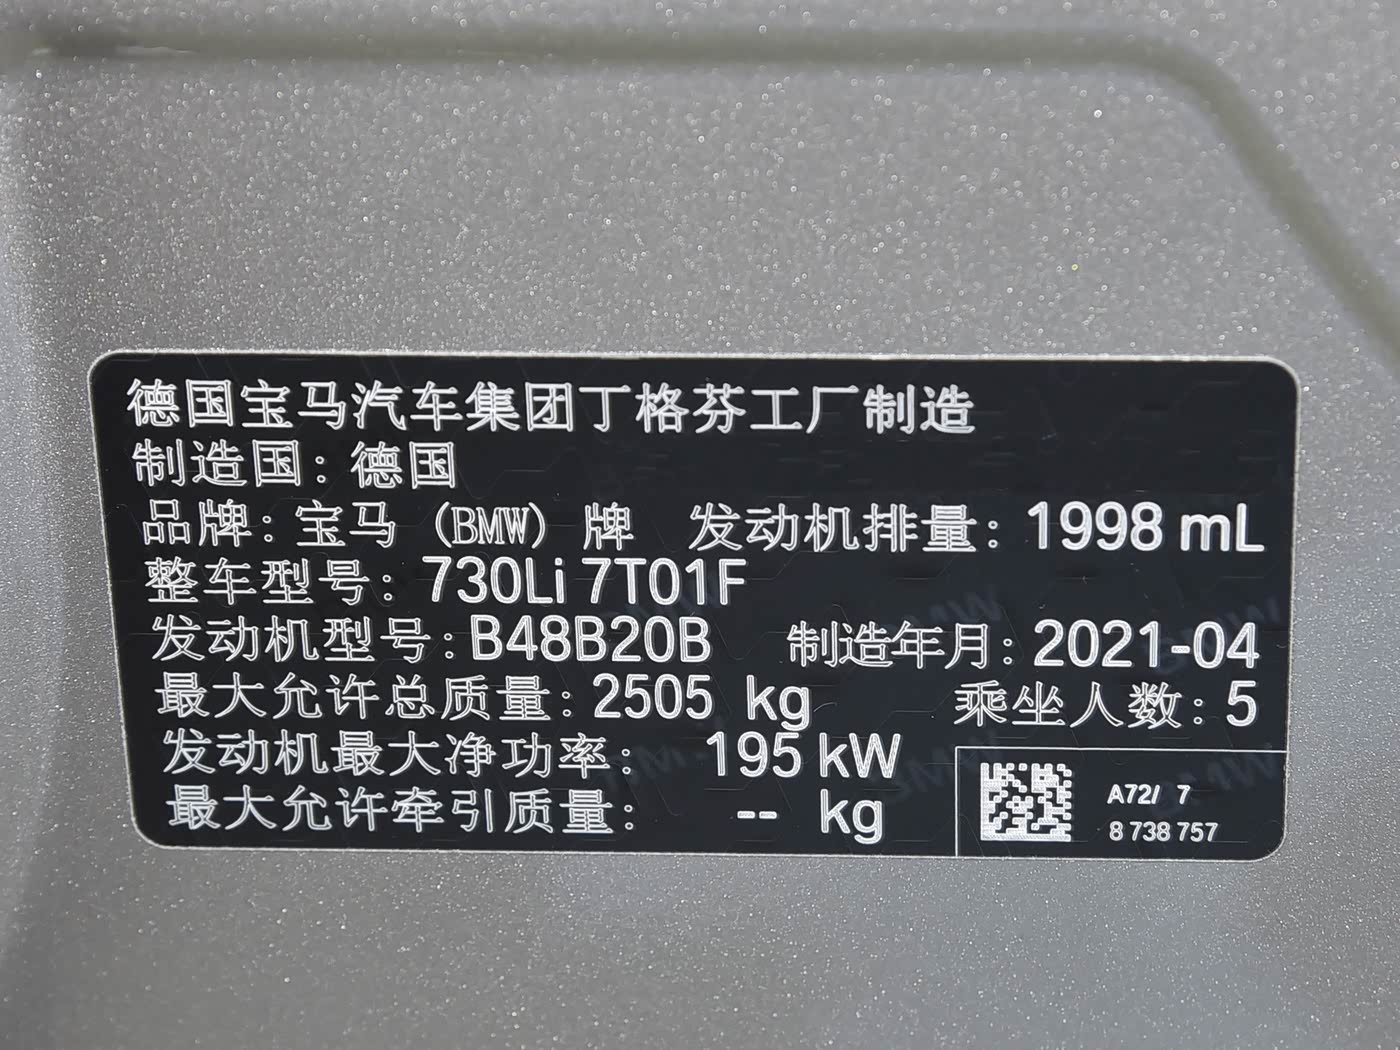 德国宝马汽车集团丁格芬工厂制造
制造国：德国
品牌：宝马 (BMW) 牌 发动机排量：1998 mL
整车型号：730Li 7T01F
发动机型号：B48B20B 制造年月：2021-04
最大允许总质量：2505 kg 乘坐人数：5
发动机最大净功率： 195 kW
最大允许牵引质量： -- kg
A72/ 7
8 738 757